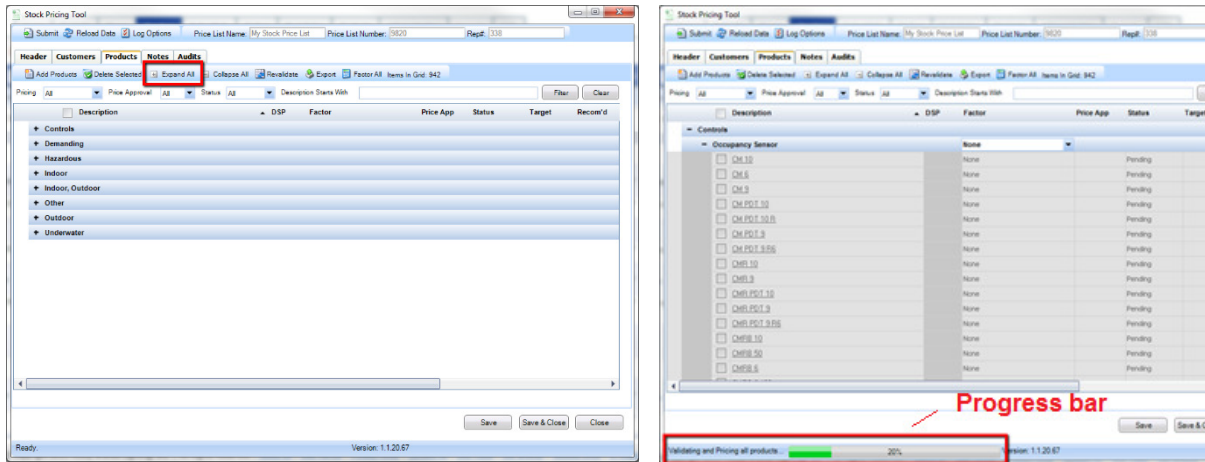 Stock Pricing Tool
Submit Reload Data Log Options Price List Name: My Stock Price List Price List Number: 9820 Rep#: 338
Header Customers Products Notes Audits
Add Products Delete Selected Expand All Collapse All Revalidate Export Factor All Items In Grid: 942
Pricing All Price Approval All Status All Description Starts With Filter Clear
Description DSP Factor Price App Status Target Recom'd
+ Controls
+ Demanding
+ Hazardous
+ Indoor
+ Indoor, Outdoor
+ Other
+ Outdoor
+ Underwater
Save Save & Close Close
Ready. Version: 1.1.20.67
Stock Pricing Tool
Submit Reload Data Log Options Price List Name: My Stock Price List Price List Number: 9820 Rep#: 338
Header Customers Products Notes Audits
Add Products Delete Selected Expand All Collapse All Revalidate Export Factor All Items In Grid: 942
Pricing All Price Approval All Status All Description Starts With
Description DSP Factor Price App Status Target
- Controls
- Occupancy Sensor None
CM 10 None Pending
CM 6 None Pending
CM 9 None Pending
CM PDT 10 None Pending
CM PDT 10 R None Pending
CM PDT 9 None Pending
CM PDT 9 R6 None Pending
CMR 10 None Pending
CMR 9 None Pending
CMR PDT 10 None Pending
CMR PDT 9 None Pending
CMR PDT 9 R6 None Pending
CMRB 10 None Pending
CMRB 50 None Pending
CMRB 6 None Pending
Progress bar
Save Save & C
Validating and Pricing all products... 20% ersion: 1.1.20.67